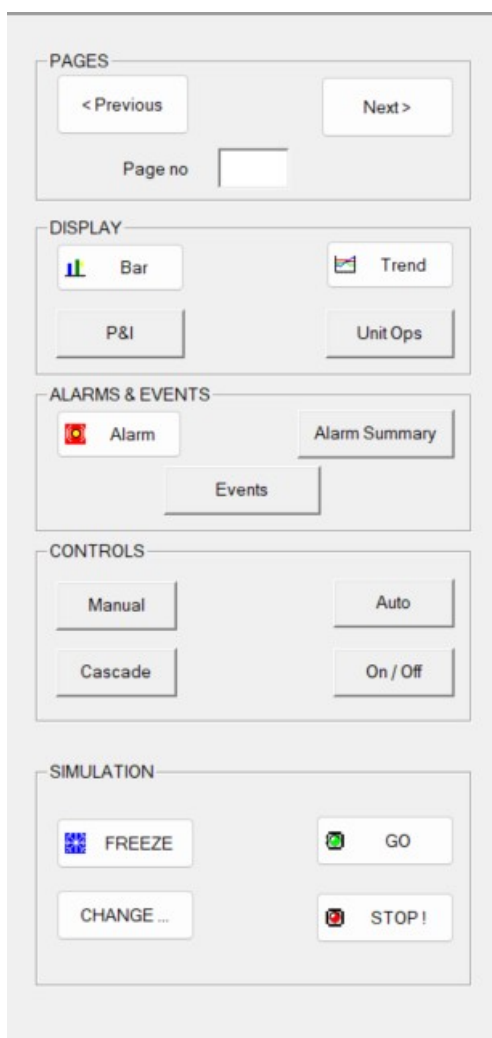 PAGES
< Previous Next >
Page no
DISPLAY
Bar Trend
P&I Unit Ops
ALARMS & EVENTS
Alarm Alarm Summary
Events
CONTROLS
Manual Auto
Cascade On / Off
SIMULATION
FREEZE GO
CHANGE ... STOP !